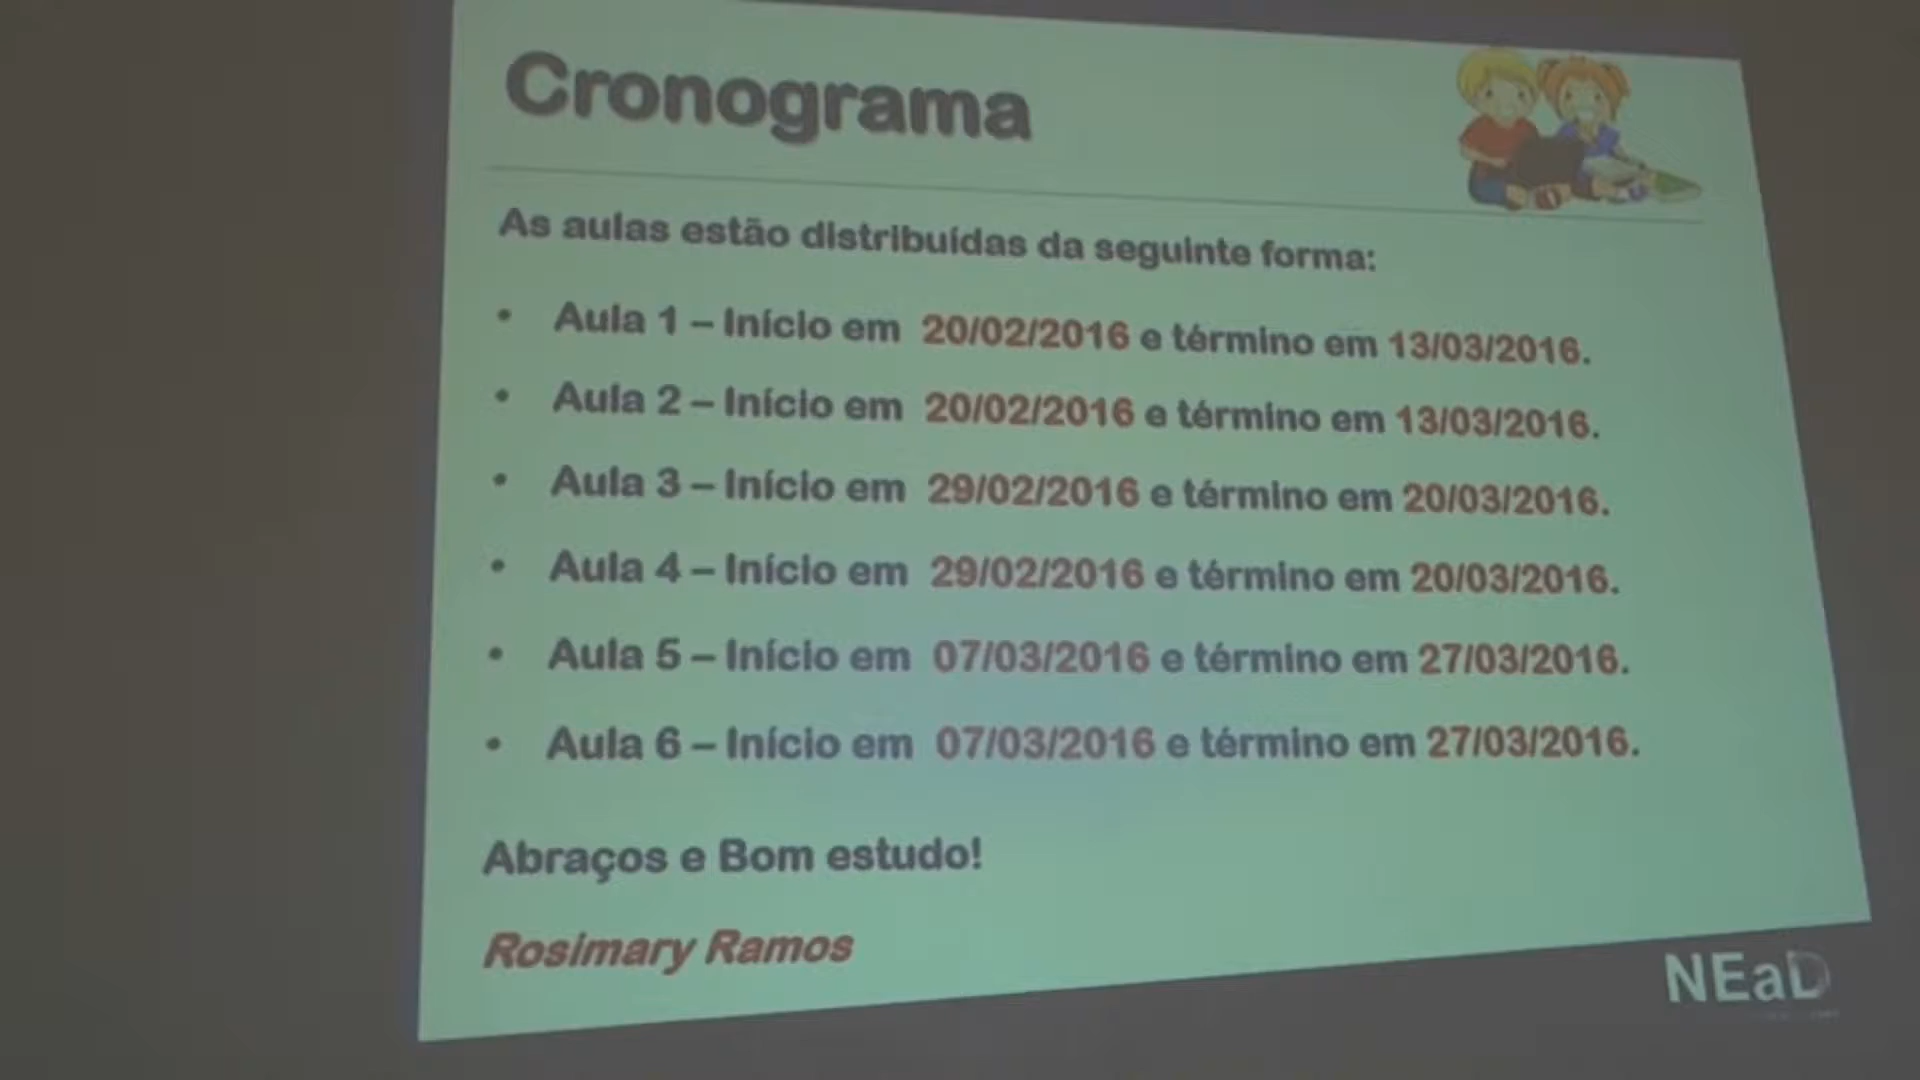 Cronograma
As aulas estão distribuídas da seguinte forma:
• Aula 1 – Início em 20/02/2016 e término em 13/03/2016.
• Aula 2 – Início em 20/02/2016 e término em 13/03/2016.
• Aula 3 – Início em 29/02/2016 e término em 20/03/2016.
• Aula 4 – Início em 29/02/2016 e término em 20/03/2016.
• Aula 5 – Início em 07/03/2016 e término em 27/03/2016.
• Aula 6 – Início em 07/03/2016 e término em 27/03/2016.
Abraços e Bom estudo!
Rosimary Ramos
NEaD